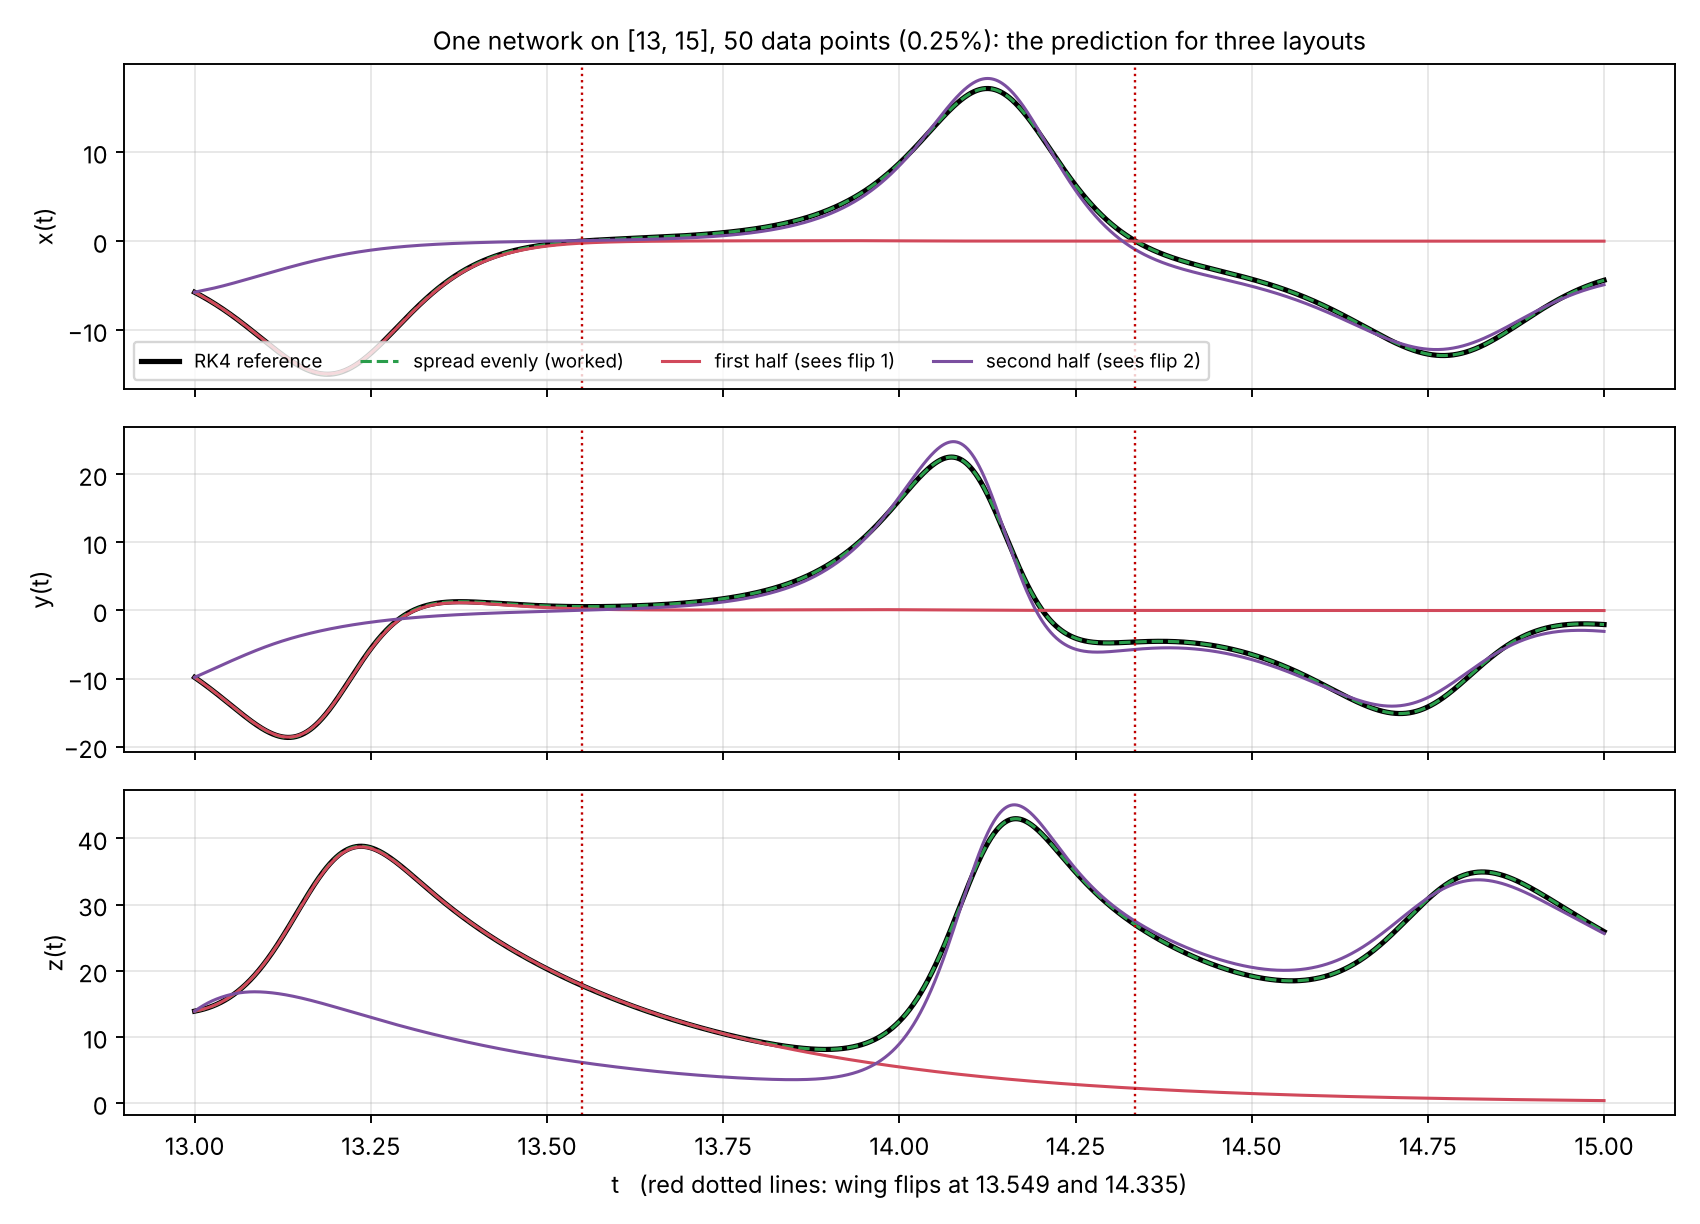 One network on [13, 15], 50 data points (0.25%): the prediction for three layouts
x(t)
10
0
−10
RK4 reference spread evenly (worked) first half (sees flip 1) second half (sees flip 2)
y(t)
20
10
0
−10
−20
z(t)
40
30
20
10
0
13.00 13.25 13.50 13.75 14.00 14.25 14.50 14.75 15.00
t (red dotted lines: wing flips at 13.549 and 14.335)